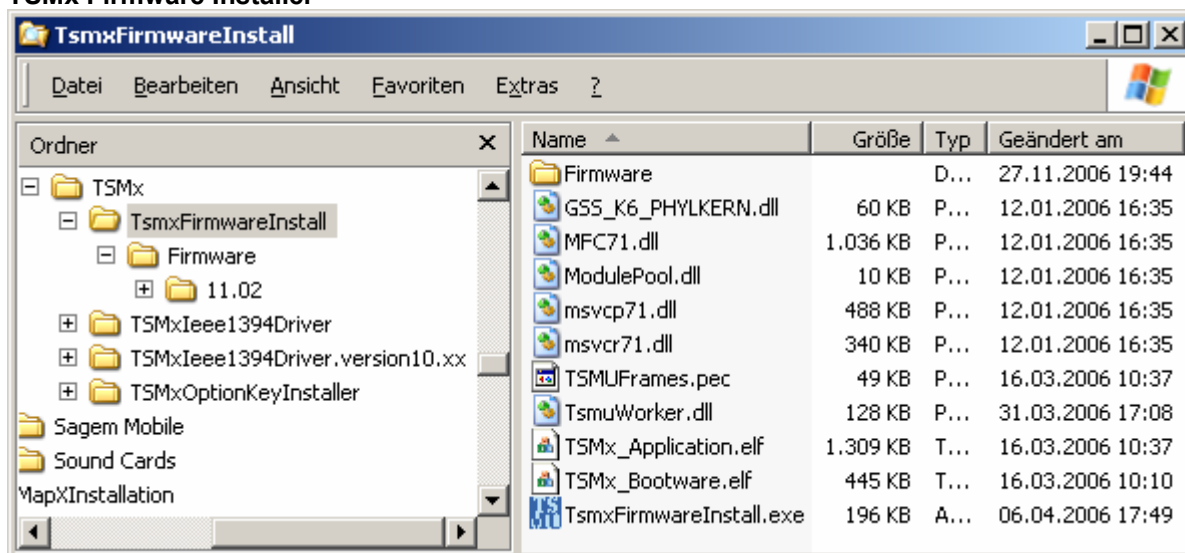 TSMx Firmware Installer
TsmxFirmwareInstall
Datei Bearbeiten Ansicht Favoriten Extras ?
Ordner
TSMx
TsmxFirmwareInstall
Firmware
11.02
TSMxIeee1394Driver
TSMxIeee1394Driver.version10.xx
TSMxOptionKeyInstaller
Sagem Mobile
Sound Cards
MapXInstallation
Name Größe Typ Geändert am
Firmware D... 27.11.2006 19:44
GSS_K6_PHYLKERN.dll 60 KB P... 12.01.2006 16:35
MFC71.dll 1.036 KB P... 12.01.2006 16:35
ModulePool.dll 10 KB P... 12.01.2006 16:35
msvcp71.dll 488 KB P... 12.01.2006 16:35
msvcr71.dll 340 KB P... 12.01.2006 16:35
TSMUFrames.pec 49 KB P... 16.03.2006 10:37
TsmuWorker.dll 128 KB P... 31.03.2006 17:08
TSMx_Application.elf 1.309 KB T... 16.03.2006 10:37
TSMx_Bootware.elf 445 KB T... 16.03.2006 10:10
TsmxFirmwareInstall.exe 196 KB A... 06.04.2006 17:49